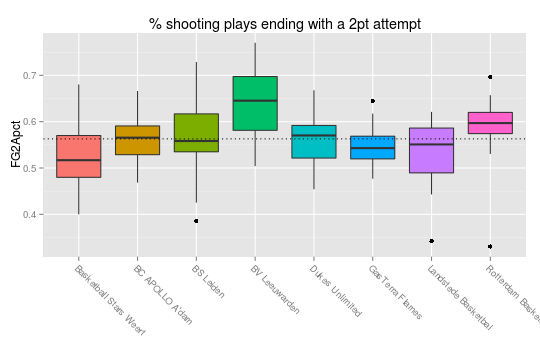 % shooting plays ending with a 2pt attempt
FG2Apct
0.7
0.6
0.5
0.4
Basketball Stars Weert
BC APOLLO A'dam
BS Leiden
BV Leeuwarden
Dukes Unlimited
GasTerra Flames
Landstede Basketbal
Rotterdam Baske